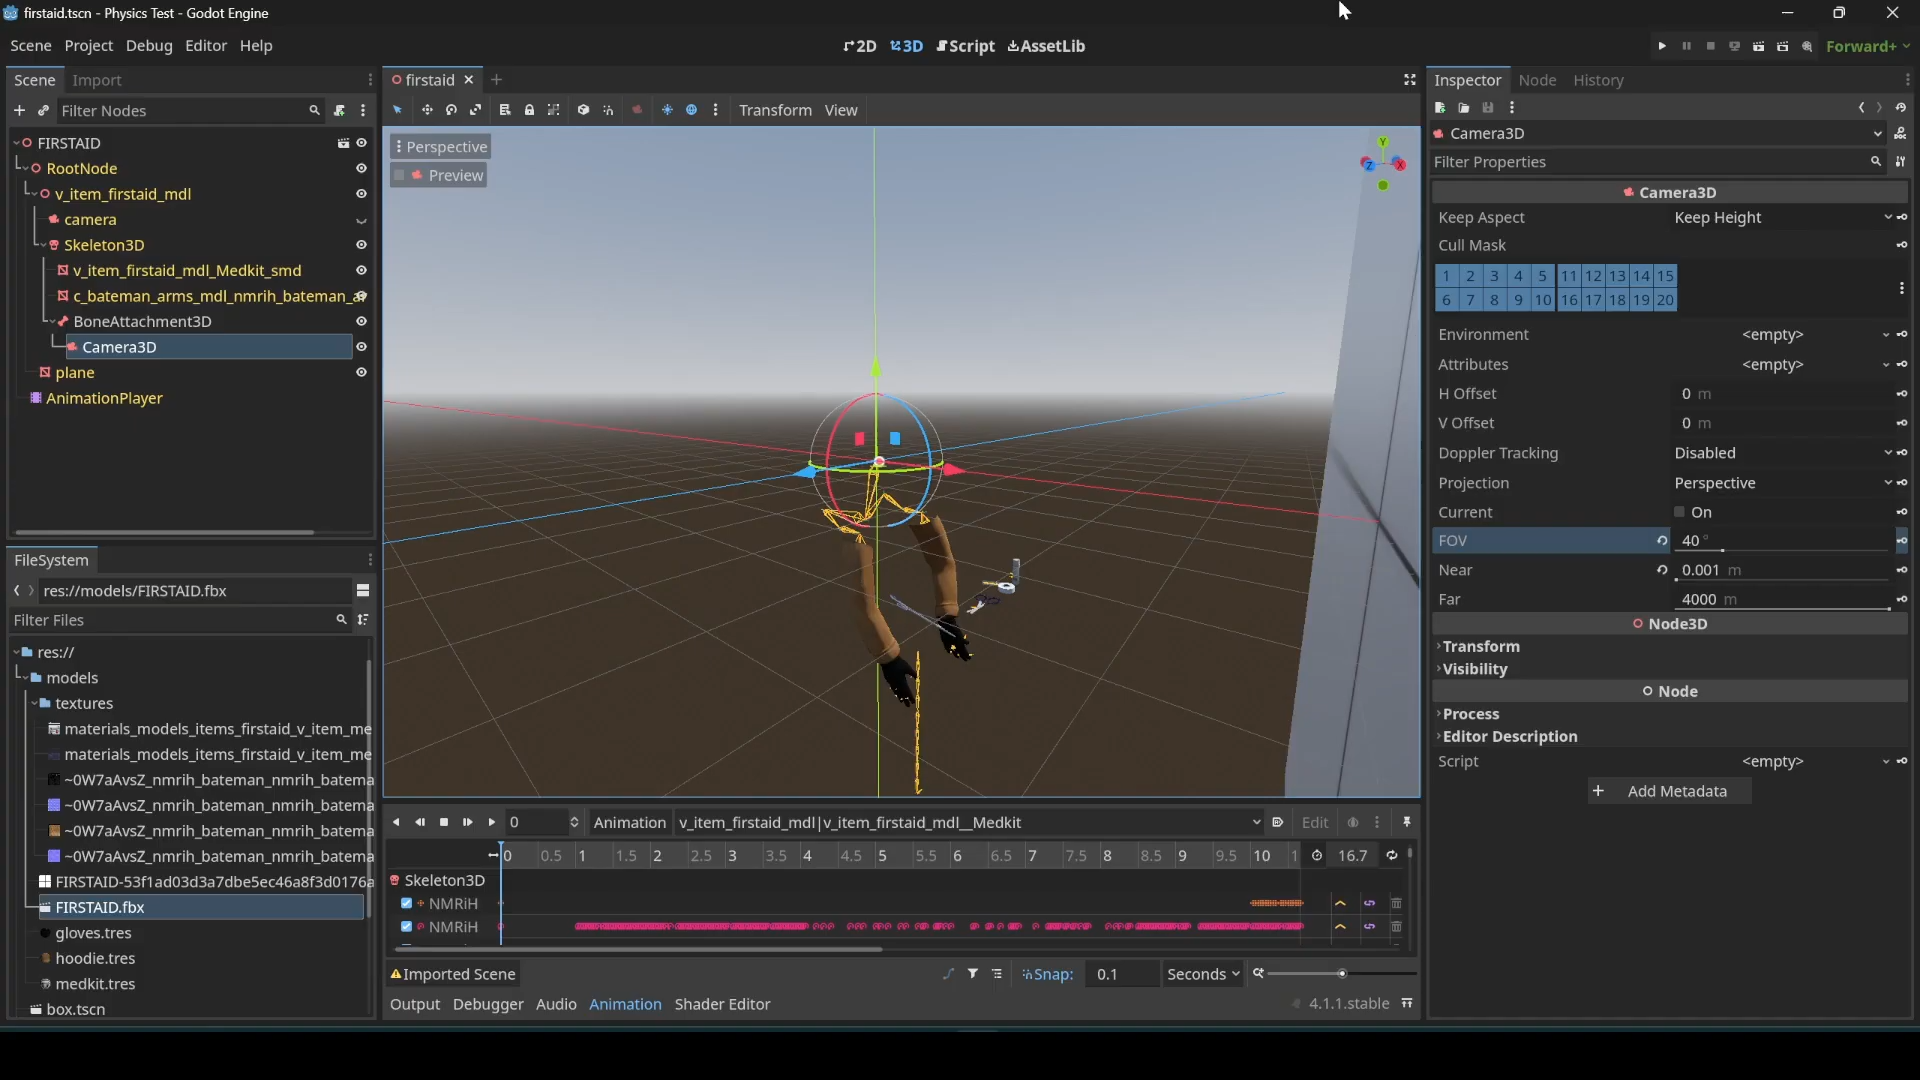 firstaid.tscn - Physics Test - Godot Engine
Scene Project Debug Editor Help
2D 3D Script AssetLib
Forward+
Scene Import
Filter Nodes
FIRSTAID
RootNode
v_item_firstaid_mdl
camera
Skeleton3D
v_item_firstaid_mdl_Medkit_smd
c_bateman_arms_mdl_nmrih_bateman_a
BoneAttachment3D
Camera3D
plane
AnimationPlayer
FileSystem
res://models/FIRSTAID.fbx
Filter Files
res://
models
textures
materials_models_items_firstaid_v_item_me
materials_models_items_firstaid_v_item_me
~0W7aAvsZ_nmrih_bateman_nmrih_batema
~0W7aAvsZ_nmrih_bateman_nmrih_batema
~0W7aAvsZ_nmrih_bateman_nmrih_batema
~0W7aAvsZ_nmrih_bateman_nmrih_batema
FIRSTAID-53f1ad03d3a7dbe5ec46a8f3d0176a
FIRSTAID.fbx
gloves.tres
hoodie.tres
medkit.tres
box.tscn
firstaid
Transform View
Perspective
Preview
Y
Z X
0 Animation v_item_firstaid_mdl|v_item_firstaid_mdl__Medkit Edit
0 0.5 1 1.5 2 2.5 3 3.5 4 4.5 5 5.5 6 6.5 7 7.5 8 8.5 9 9.5 10 1 16.7
Skeleton3D
NMRiH
NMRiH
Imported Scene Snap: 0.1 Seconds
Output Debugger Audio Animation Shader Editor 4.1.1.stable
Inspector Node History
Camera3D
Filter Properties
Camera3D
Keep Aspect Keep Height
Cull Mask
1 2 3 4 5 11 12 13 14 15
6 7 8 9 10 16 17 18 19 20
Environment <empty>
Attributes <empty>
H Offset 0 m
V Offset 0 m
Doppler Tracking Disabled
Projection Perspective
Current On
FOV 40 °
Near 0.001 m
Far 4000 m
Node3D
Transform
Visibility
Node
Process
Editor Description
Script <empty>
+ Add Metadata